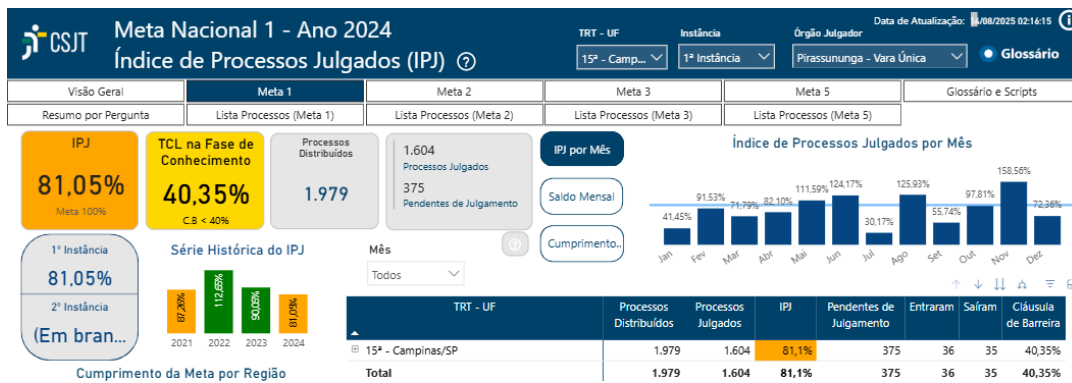 CSJT
Meta Nacional 1 - Ano 2024
Índice de Processos Julgados (IPJ)
Data de Atualização: 14/08/2025 02:16:15
TRT - UF
15ª - Camp...
Instância
1ª Instância
Órgão Julgador
Pirassununga - Vara Única
Glossário
Visão Geral
Meta 1
Meta 2
Meta 3
Meta 5
Glossário e Scripts
Resumo por Pergunta
Lista Processos (Meta 1)
Lista Processos (Meta 2)
Lista Processos (Meta 3)
Lista Processos (Meta 5)
IPJ
81,05%
Meta 100%
TCL na Fase de
Conhecimento
40,35%
C.B < 40%
Processos
Distribuídos
1.979
1.604
Processos Julgados
375
Pendentes de Julgamento
IPJ por Mês
Saldo Mensal
Cumprimento..
Índice de Processos Julgados por Mês
41,45%
91,53%
71,79%
82,10%
111,59%
124,17%
30,17%
125,93%
55,74%
97,81%
158,56%
72,36%
Jan
Fev
Mar
Abr
Mai
Jun
Jul
Ago
Set
Out
Nov
Dez
1ª Instância
81,05%
2ª Instância
(Em bran...
Série Histórica do IPJ
87,26%
112,65%
90,03%
81,05%
2021
2022
2023
2024
Mês
Todos
TRT - UF Processos Distribuídos Processos Julgados IPJ Pendentes de Julgamento Entraram Saíram Cláusula de Barreira
15ª - Campinas/SP 1.979 1.604 81,1% 375 36 35 40,35%
Total 1.979 1.604 81,1% 375 36 35 40,35%
Cumprimento da Meta por Região